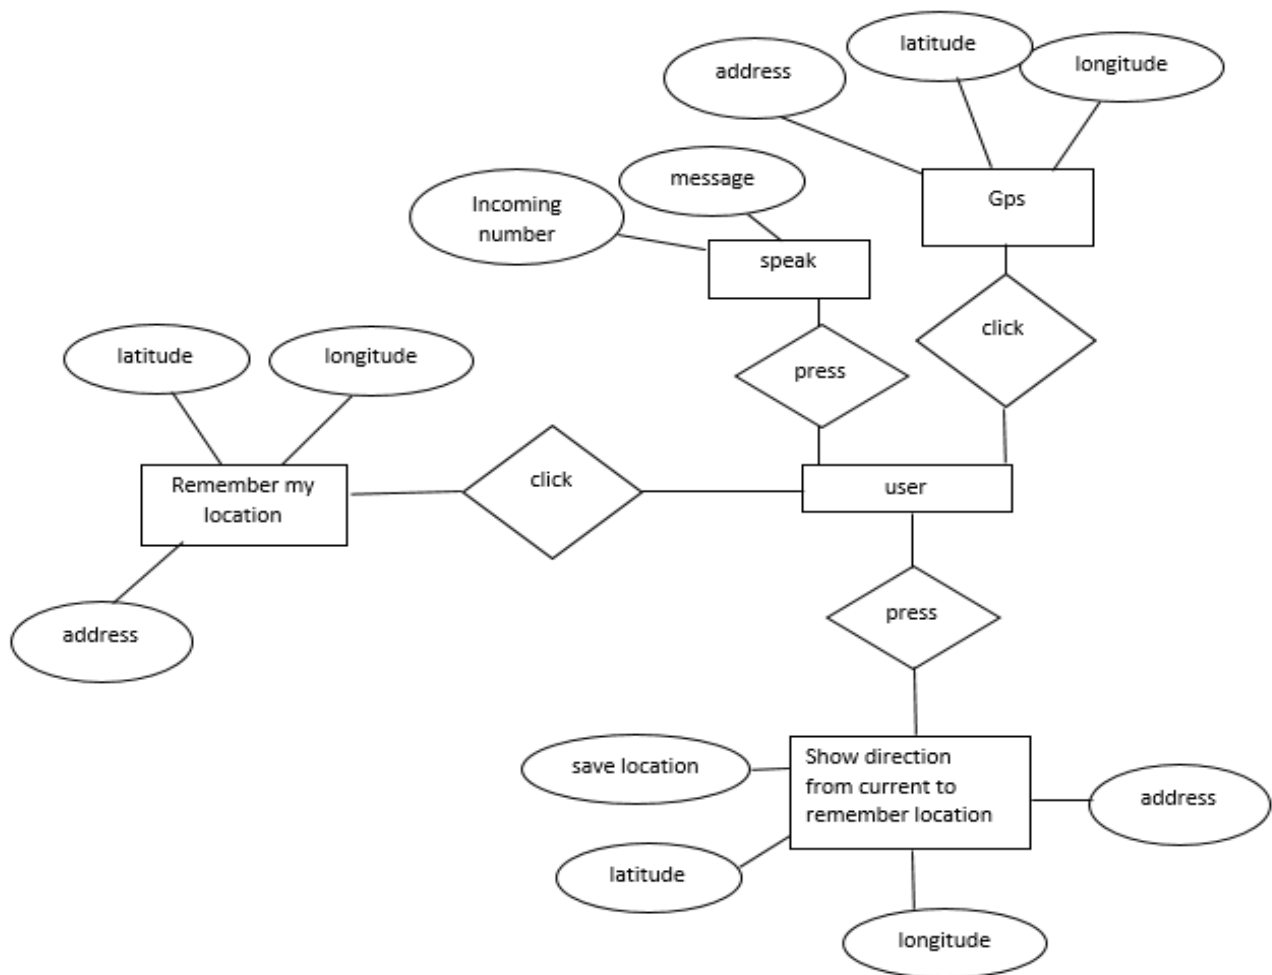 latitude
longitude
address
message
Gps
Incoming
number
speak
click
latitude
longitude
press
click
Remember my
location
user
press
address
save location
Show direction
from current to
remember location
address
latitude
longitude